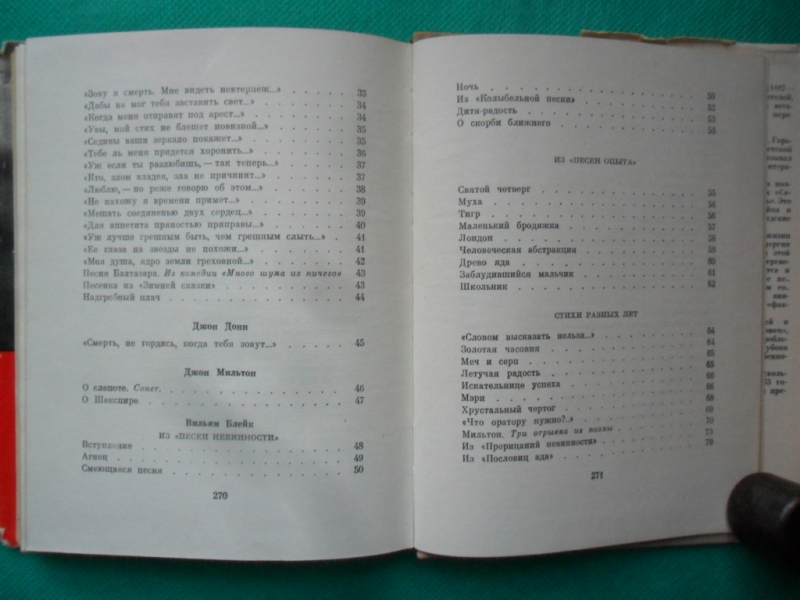 «Зову я смерть. Мне видеть невтерпеж...» 33
«Дабы не мог тебя заставить свет...» 34
«Когда меня отправят под арест...» 34
«Увы, мой стих не блещет новизной...» 35
«Седины ваши зеркало покажет...» 35
«Тебе ль меня придется хоронить...» 36
«Уж если ты разлюбишь, — так теперь...» 37
«Кто, злом владея, зла не причинит...» 37
«Люблю, — но реже говорю об этом...» 38
«Не нахожу я времени примет...» 39
«Мешать соединенью двух сердец...» 39
«Для аппетита пряностью приправы...» 40
«Уж лучше грешным быть, чем грешным слыть...» 41
«Ее глаза на звезды не похожи...» 41
«Моя душа, ядро земли греховной...» 42
Песня Балтазара. Из комедии «Много шума из ничего» 43
Песенка из «Зимней сказки» 43
Надгробный плач 44
Джон Донн
«Смерть, не гордись, когда тебя зовут...» 45
Джон Мильтон
О слепоте. Сонет. 46
О Шекспире 47
Вильям Блейк
ИЗ «ПЕСЕН НЕВИННОСТИ»
Вступление 48
Агнец 49
Смеющаяся песня 50
270
Ночь 50
Из «Колыбельной песни» 52
Дитя-радость 53
О скорби ближнего 53
ИЗ «ПЕСЕН ОПЫТА»
Святой четверг 55
Муха 56
Тигр 56
Маленький бродяжка 58
Лондон 58
Человеческая абстракция 59
Древо яда 60
Заблудившийся мальчик 61
Школьник 62
СТИХИ РАЗНЫХ ЛЕТ
«Словом высказать нельзя...» 64
Золотая часовня 64
Меч и серп 65
Летучая радость 65
Искательнице успеха 66
Мэри 66
Хрустальный чертог 69
«Что оратору нужно?..» 70
Мильтон. Три отрывка из поэмы 73
Из «Прорицаний невинности» 79
Из «Пословиц ада»
271